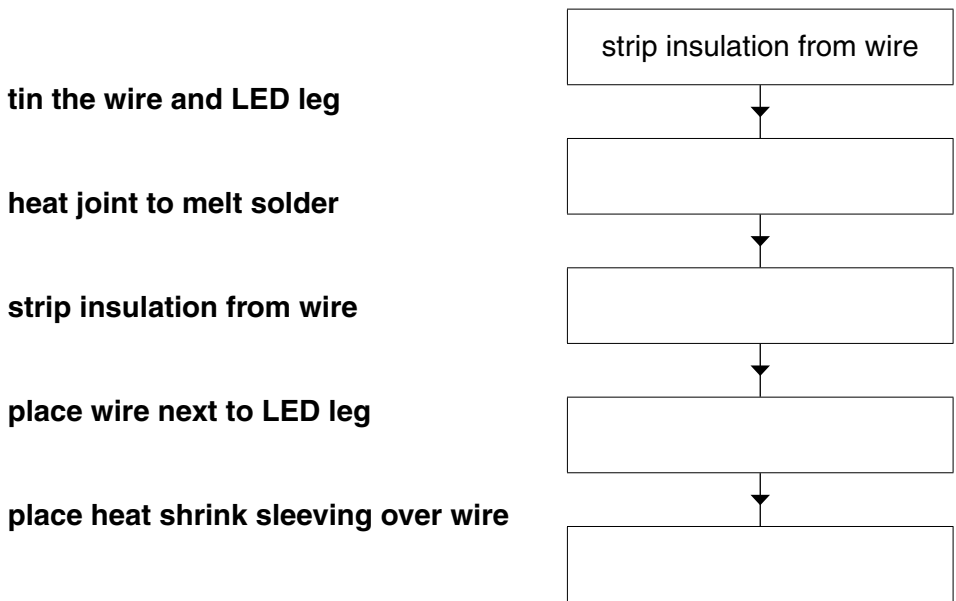 strip insulation from wire
tin the wire and LED leg
heat joint to melt solder
strip insulation from wire
place wire next to LED leg
place heat shrink sleeving over wire